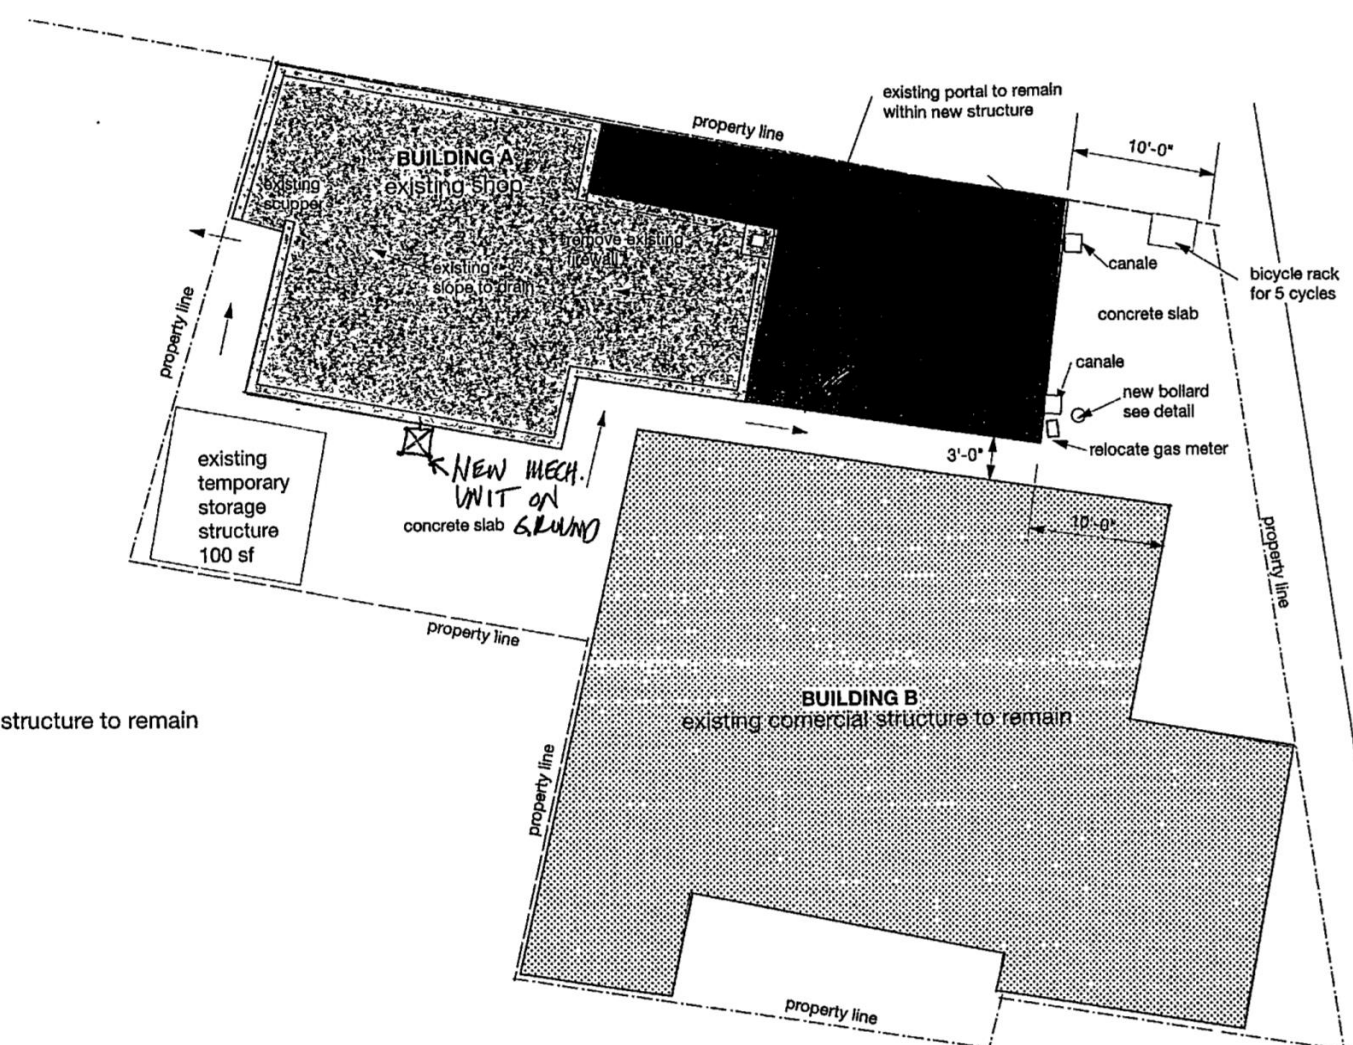 existing portal to remain
within new structure
property line
10'-0"
BUILDING A
existing shop
existing
scupper
remove existing
firewall
existing
slope to drain
canale
bicycle rack
for 5 cycles
concrete slab
property line
canale
new bollard
see detail
relocate gas meter
3'-0"
existing
temporary
storage
structure
100 sf
NEW MECH.
UNIT ON
GROUND
concrete slab
10'-0"
property line
property line
BUILDING B
existing comercial structure to remain
structure to remain
property line
property line